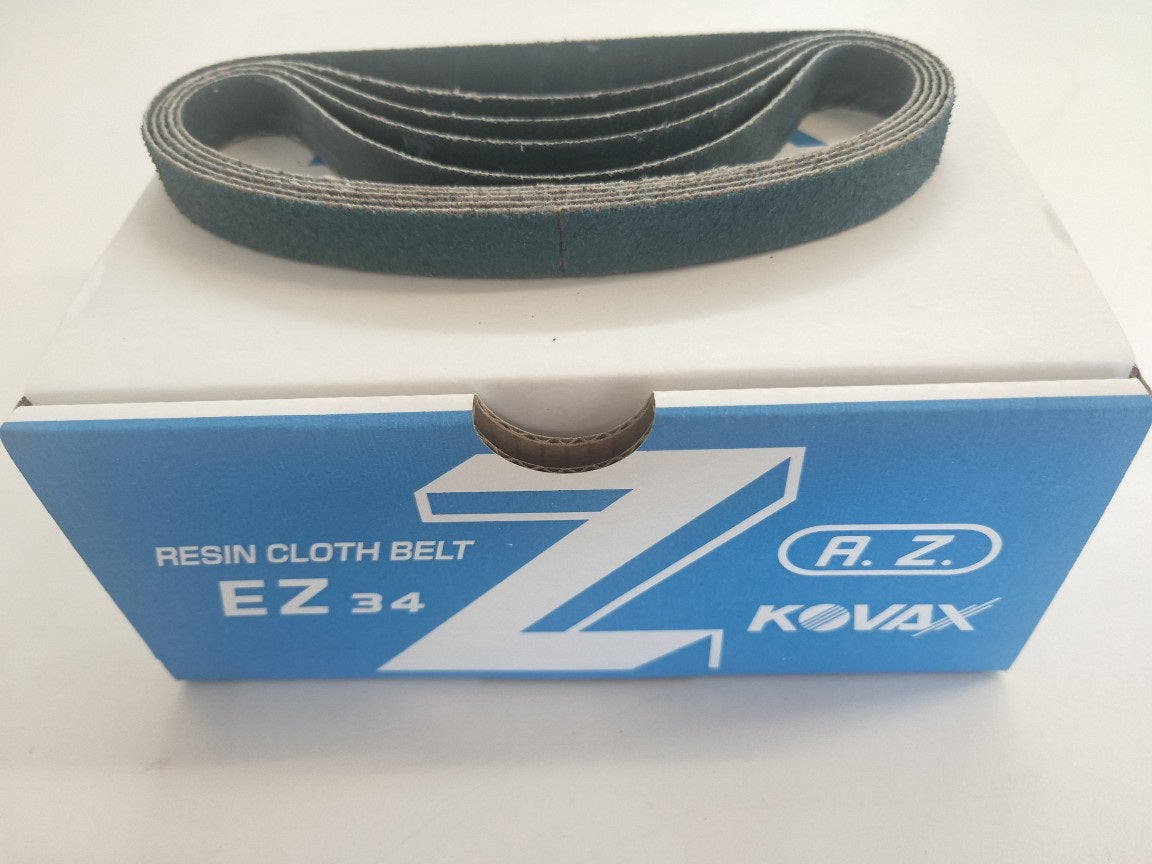 RESIN CLOTH BELT
EZ 34
Z
A. Z.
KOVAX